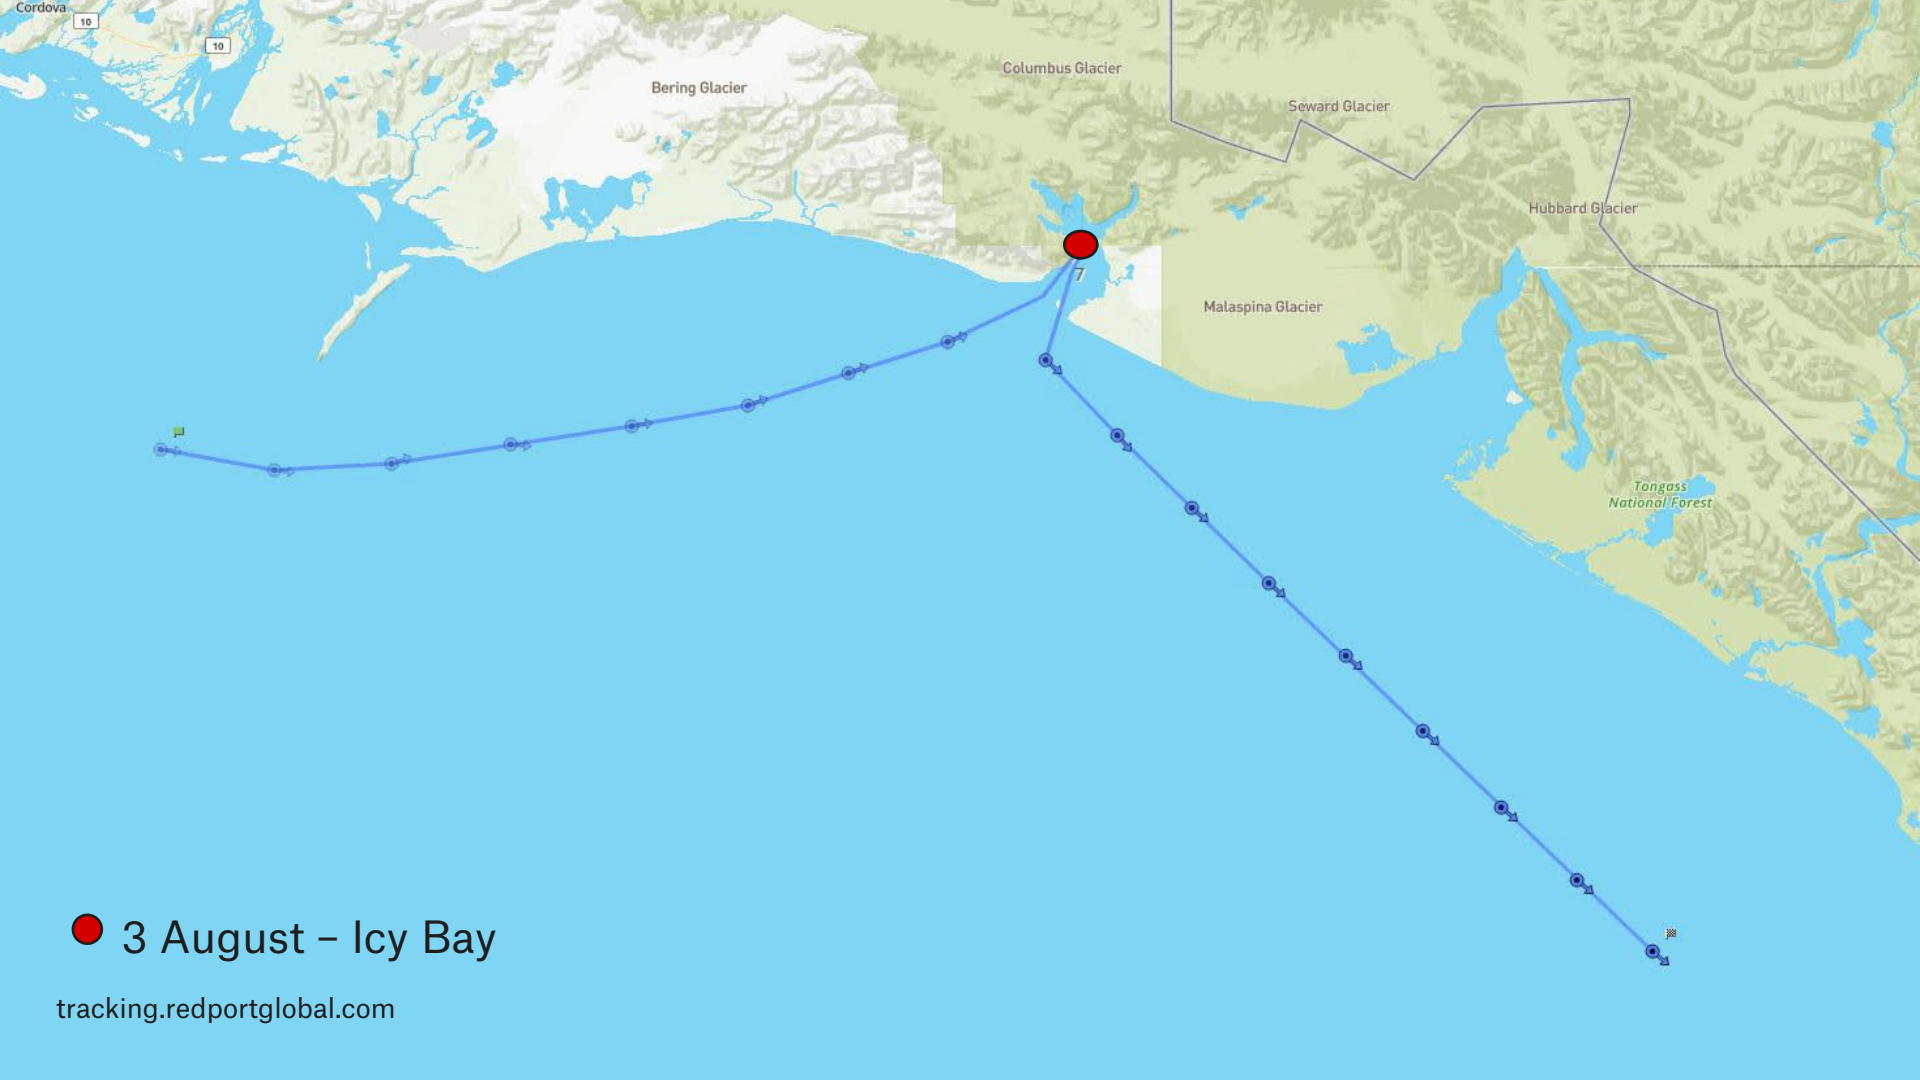 Cordova
10
10
Bering Glacier
Columbus Glacier
Seward Glacier
Hubbard Glacier
7
Malaspina Glacier
Tongass
National Forest
3 August – Icy Bay
tracking.redportglobal.com